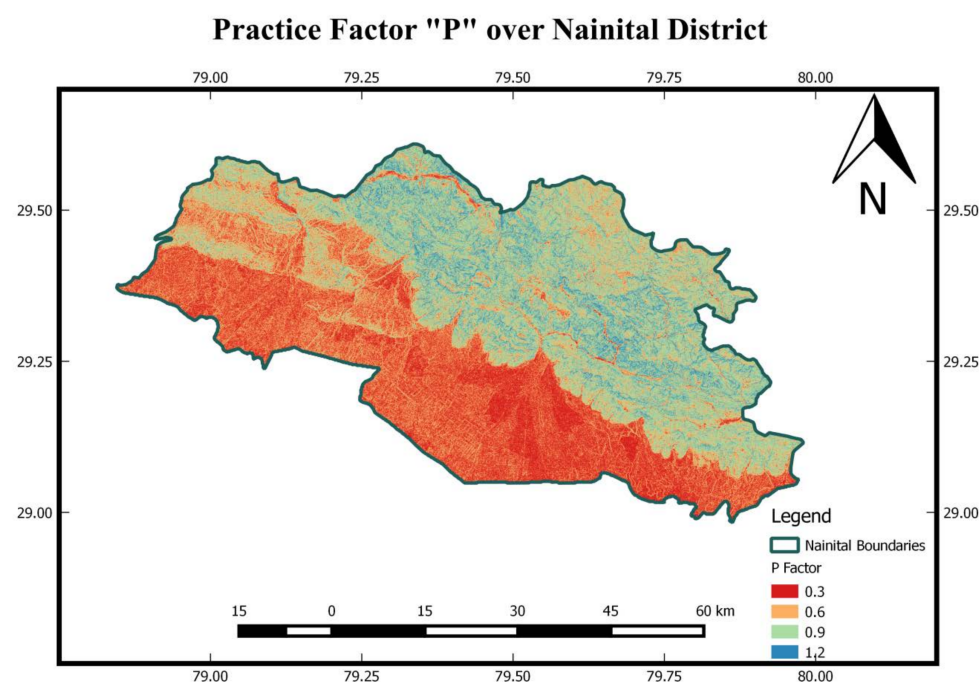 Practice Factor "P" over Nainital District
79.00 79.25 79.50 79.75 80.00
N
29.50 29.50
29.25 29.25
29.00 29.00
Legend
Nainital Boundaries
P Factor
0.3
0.6
0.9
1.2
15 0 15 30 45 60 km
79.00 79.25 79.50 79.75 80.00